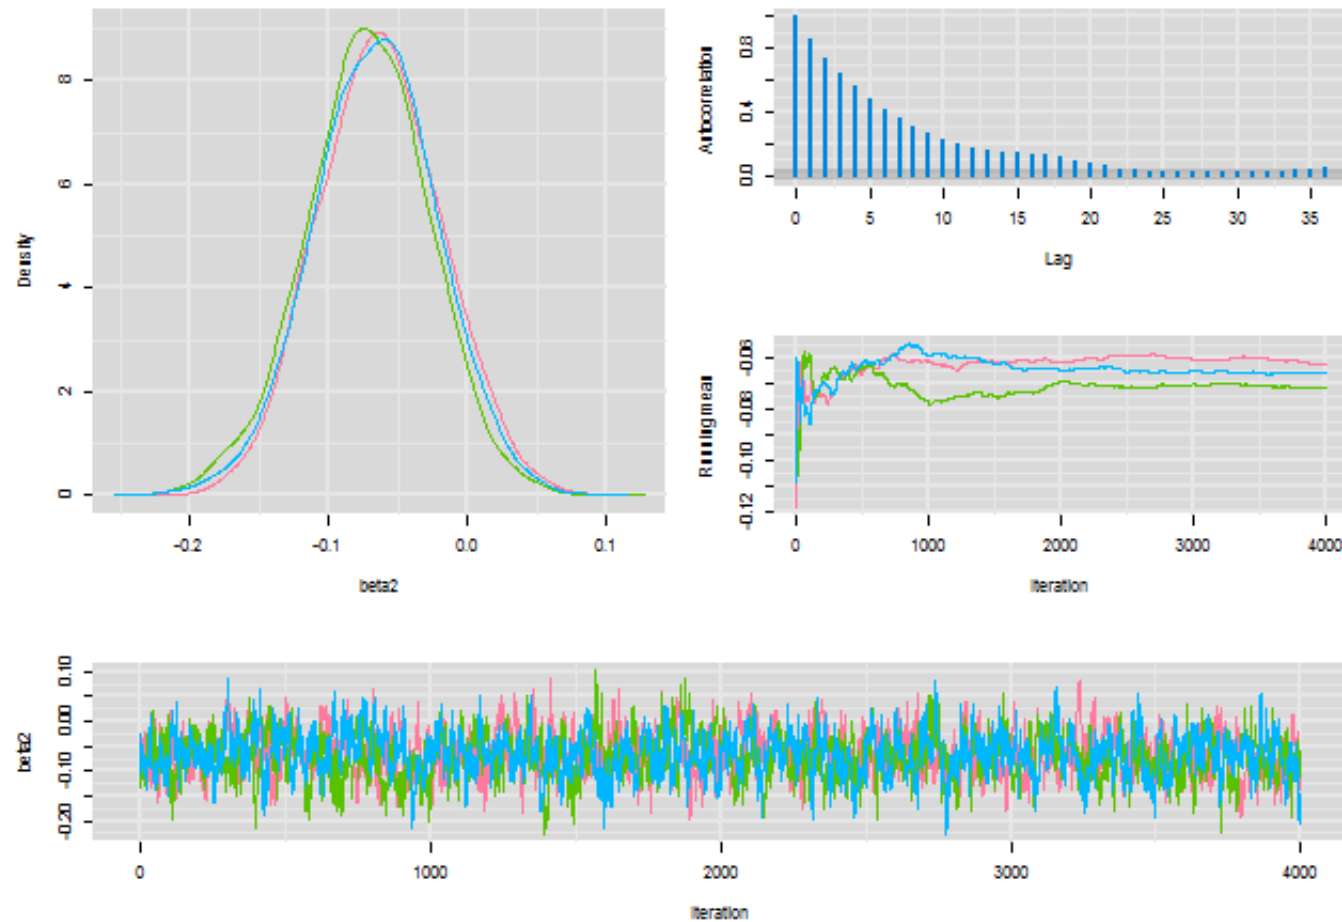 Density
0 2 4 6 8
-0.2 -0.1 0.0 0.1
beta2
Autocorrelation
0.0 0.4 0.8
0 5 10 15 20 25 30 35
Lag
Running mean
-0.12 -0.10 -0.08 -0.06
0 1000 2000 3000 4000
Iteration
beta2
-0.20 -0.10 0.00 0.10
0 1000 2000 3000 4000
Iteration